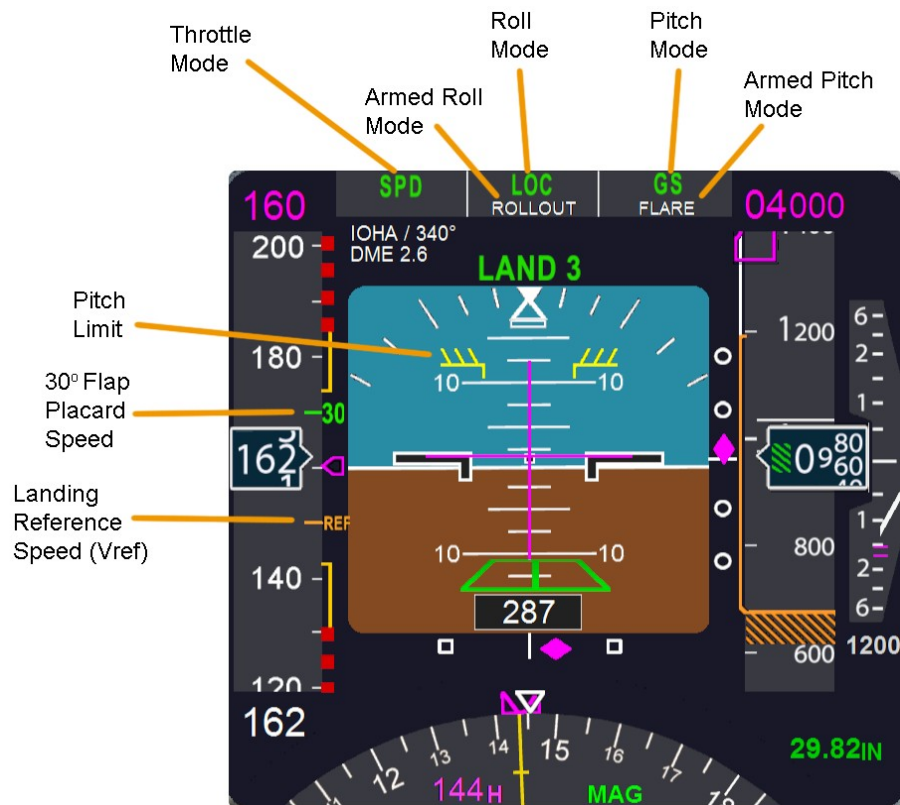 Throttle
Mode
Roll
Mode
Pitch
Mode
Armed Roll
Mode
Armed Pitch
Mode
SPD
LOC
GS
ROLLOUT
FLARE
160
04000
IOHA / 340°
DME 2.6
LAND 3
200
180
140
120
Pitch
Limit
30º Flap
Placard
Speed
30
162
1
Landing
Reference
Speed (Vref)
REF
10 10
10 10
287
1200
800
600
09
80
60
6
2
1
1
2
6
1200
162
29.82IN
12
13
14
15
16
17
144H
MAG